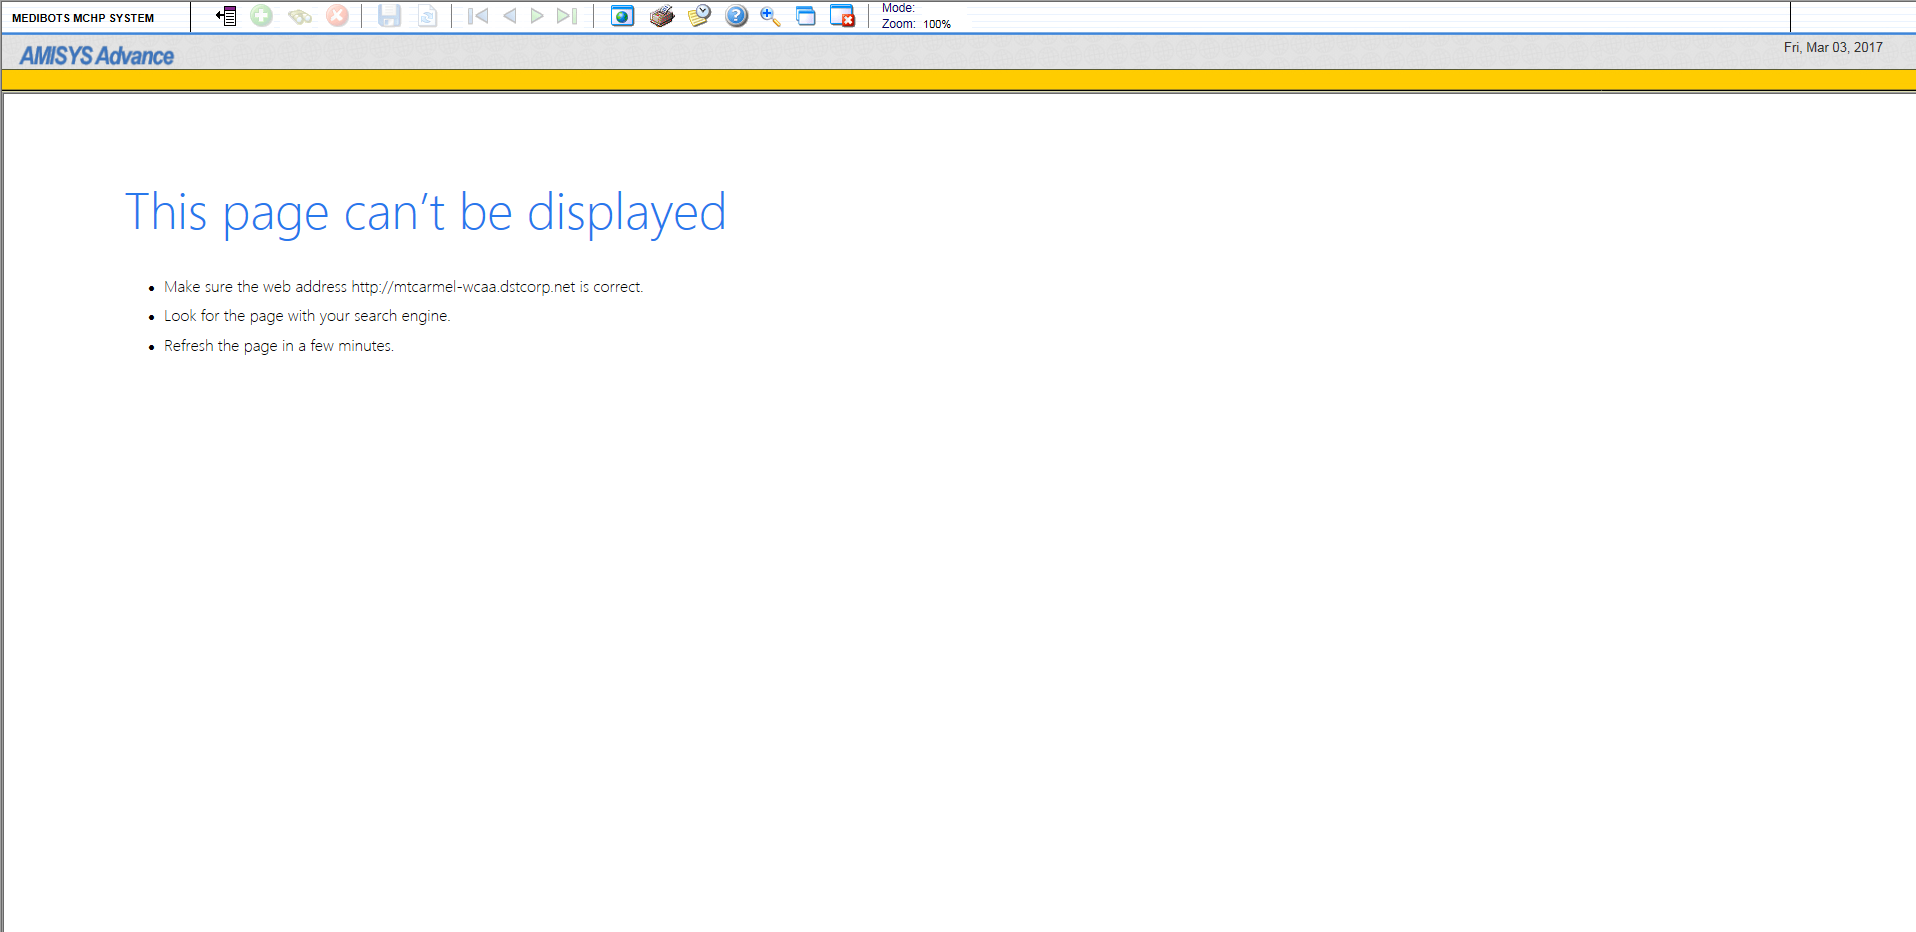 MEDIBOTS MCHP SYSTEM
Mode:
Zoom: 100%
AMISYS Advance
Fri, Mar 03, 2017
This page can’t be displayed
• Make sure the web address http://mtcarmel-wcaa.dstcorp.net is correct.
• Look for the page with your search engine.
• Refresh the page in a few minutes.